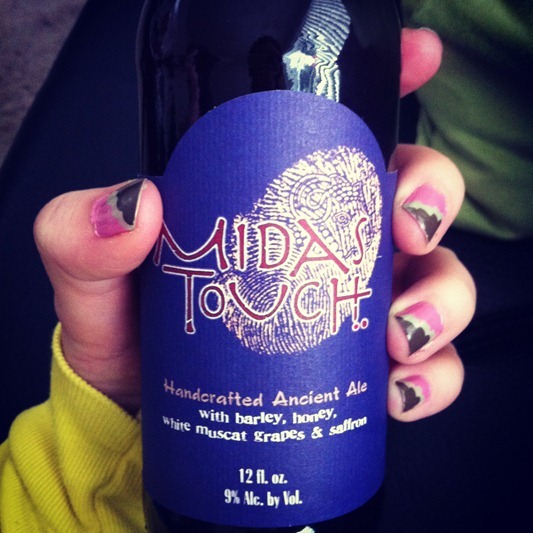 MIDAS
TOUCH
Handcrafted Ancient Ale
with barley, honey,
white muscat grapes & saffron
12 fl. oz.
9% Alc. by Vol.